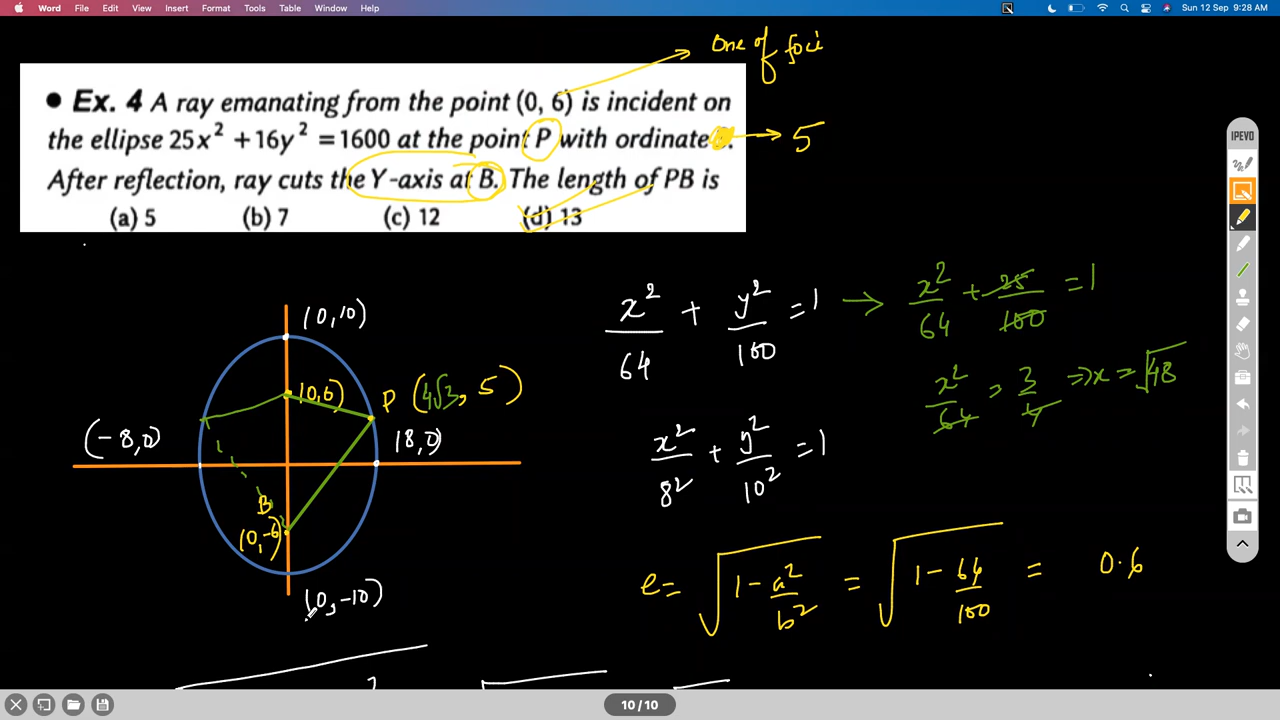 Word File Edit View Insert Format Tools Table Window Help Sun 12 Sep 9:28 AM
One of foci
• Ex. 4 A ray emanating from the point (0, 6) is incident on
the ellipse 25x² + 16y² = 1600 at the point P with ordinate → 5
After reflection, ray cuts the Y-axis at B. The length of PB is
(a) 5 (b) 7 (c) 12 (d) 13
IPEVO
x²/64 + y²/100 = 1 → x²/64 + 25/100 = 1
x²/64 = 3/4 ⇒ x = √48
x²/8² + y²/10² = 1
e = √(1 - a²/b²) = √(1 - 64/100) = 0.6
(0,10)
(0,6) P (4√3, 5)
(-8,0) (8,0)
B
(0,-6)
(0,-10)
10 / 10